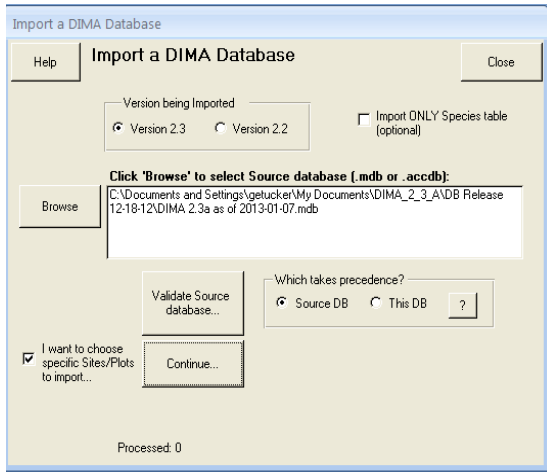 Import a DIMA Database
Help
Import a DIMA Database
Close
Version being Imported
Version 2.3
Version 2.2
Import ONLY Species table
(optional)
Click 'Browse' to select Source database (.mdb or .accdb):
Browse
C:\Documents and Settings\getucker\My Documents\DIMA_2_3_A\DB Release
12-18-12\DIMA 2.3a as of 2013-01-07.mdb
Validate Source
database...
Which takes precedence?
Source DB
This DB
?
I want to choose
specific Sites/Plots
to import...
Continue...
Processed: 0